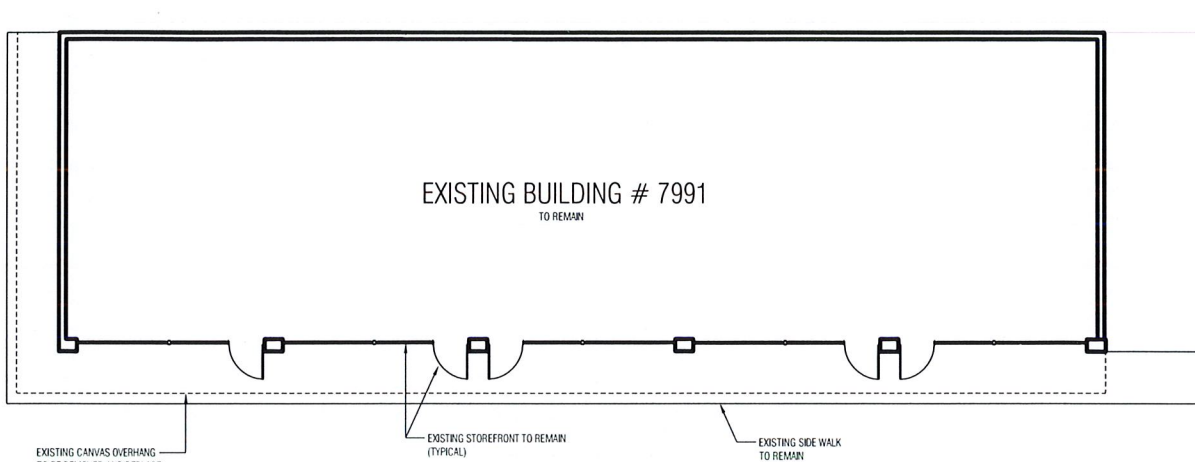 EXISTING BUILDING # 7991
TO REMAIN
EXISTING CANVAS OVERHANG
EXISTING STOREFRONT TO REMAIN
(TYPICAL)
EXISTING SIDE WALK
TO REMAIN